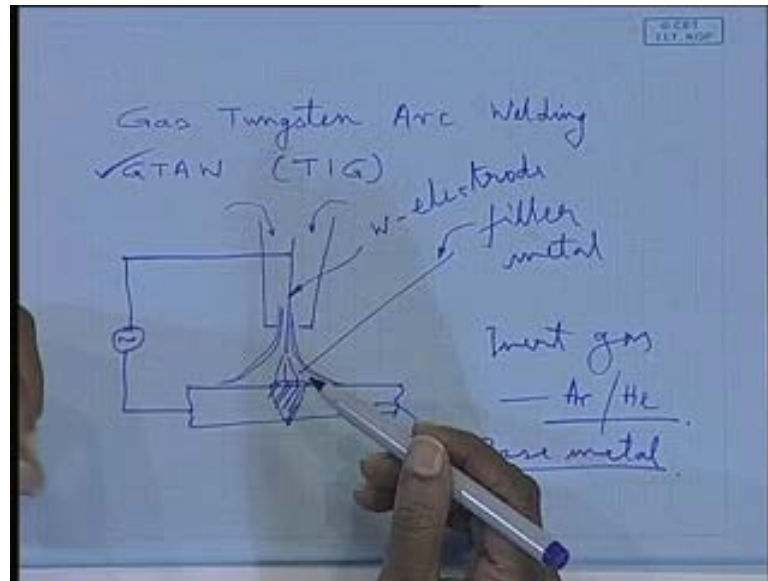 Gas Tungsten Arc Welding
✓GTAW (TIG)
W-electrode
filler
metal
~
Inert gas
— Ar / He
Base metal